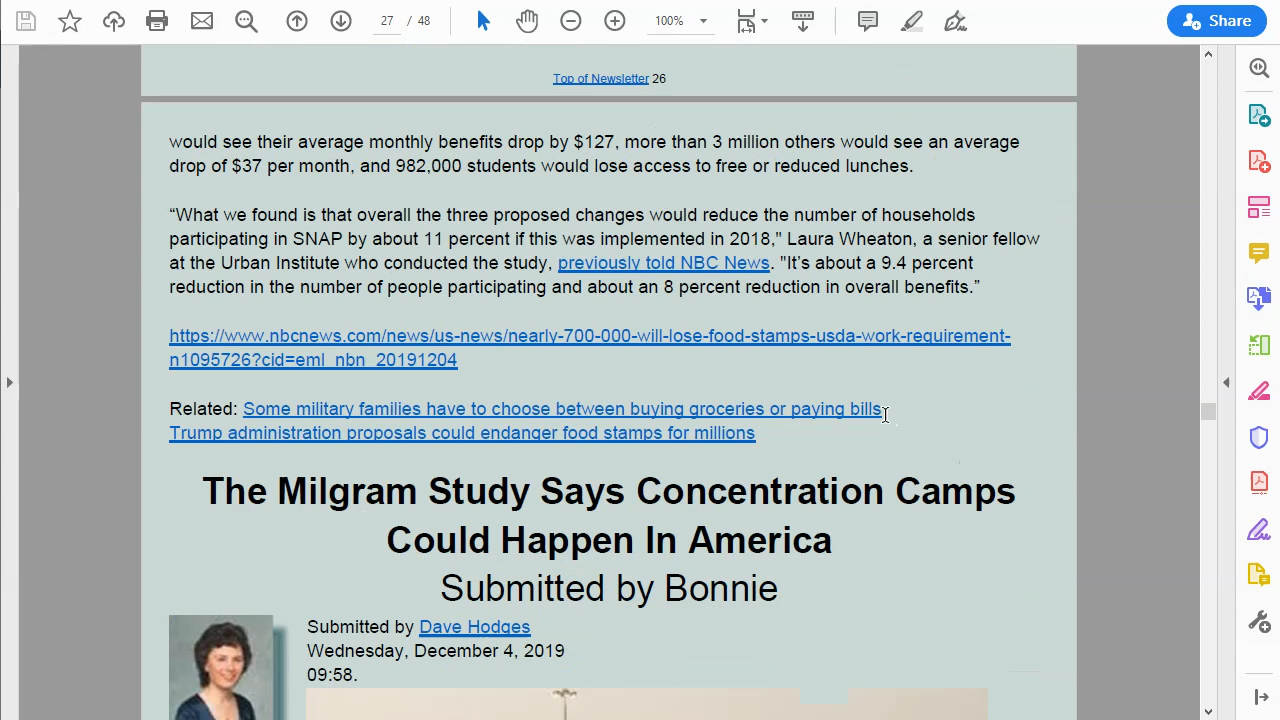 27 / 48
100%
Share
Top of Newsletter 26
would see their average monthly benefits drop by $127, more than 3 million others would see an average
drop of $37 per month, and 982,000 students would lose access to free or reduced lunches.
“What we found is that overall the three proposed changes would reduce the number of households
participating in SNAP by about 11 percent if this was implemented in 2018," Laura Wheaton, a senior fellow
at the Urban Institute who conducted the study, previously told NBC News. "It’s about a 9.4 percent
reduction in the number of people participating and about an 8 percent reduction in overall benefits.”
https://www.nbcnews.com/news/us-news/nearly-700-000-will-lose-food-stamps-usda-work-requirement-
n1095726?cid=eml_nbn_20191204
Related: Some military families have to choose between buying groceries or paying bills
Trump administration proposals could endanger food stamps for millions
The Milgram Study Says Concentration Camps
Could Happen In America
Submitted by Bonnie
Submitted by Dave Hodges
Wednesday, December 4, 2019
09:58.